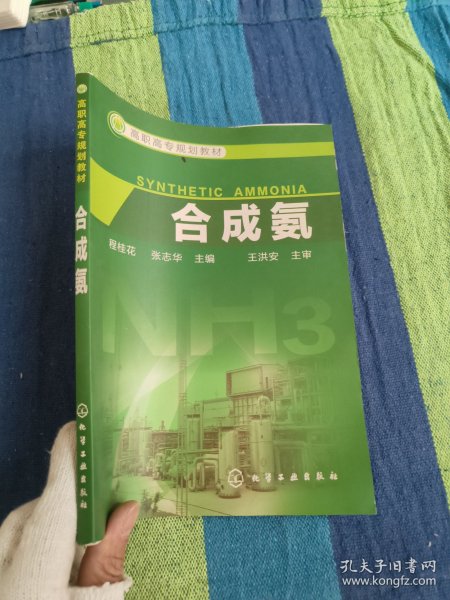 高职高专规划教材
合成氨
化学工业出版社
高职高专规划教材
SYNTHETIC AMMONIA
合成氨
程桂花 张志华 主编 王洪安 主审
NH3
化学工业出版社
孔夫子旧书网
www.kongfz.com